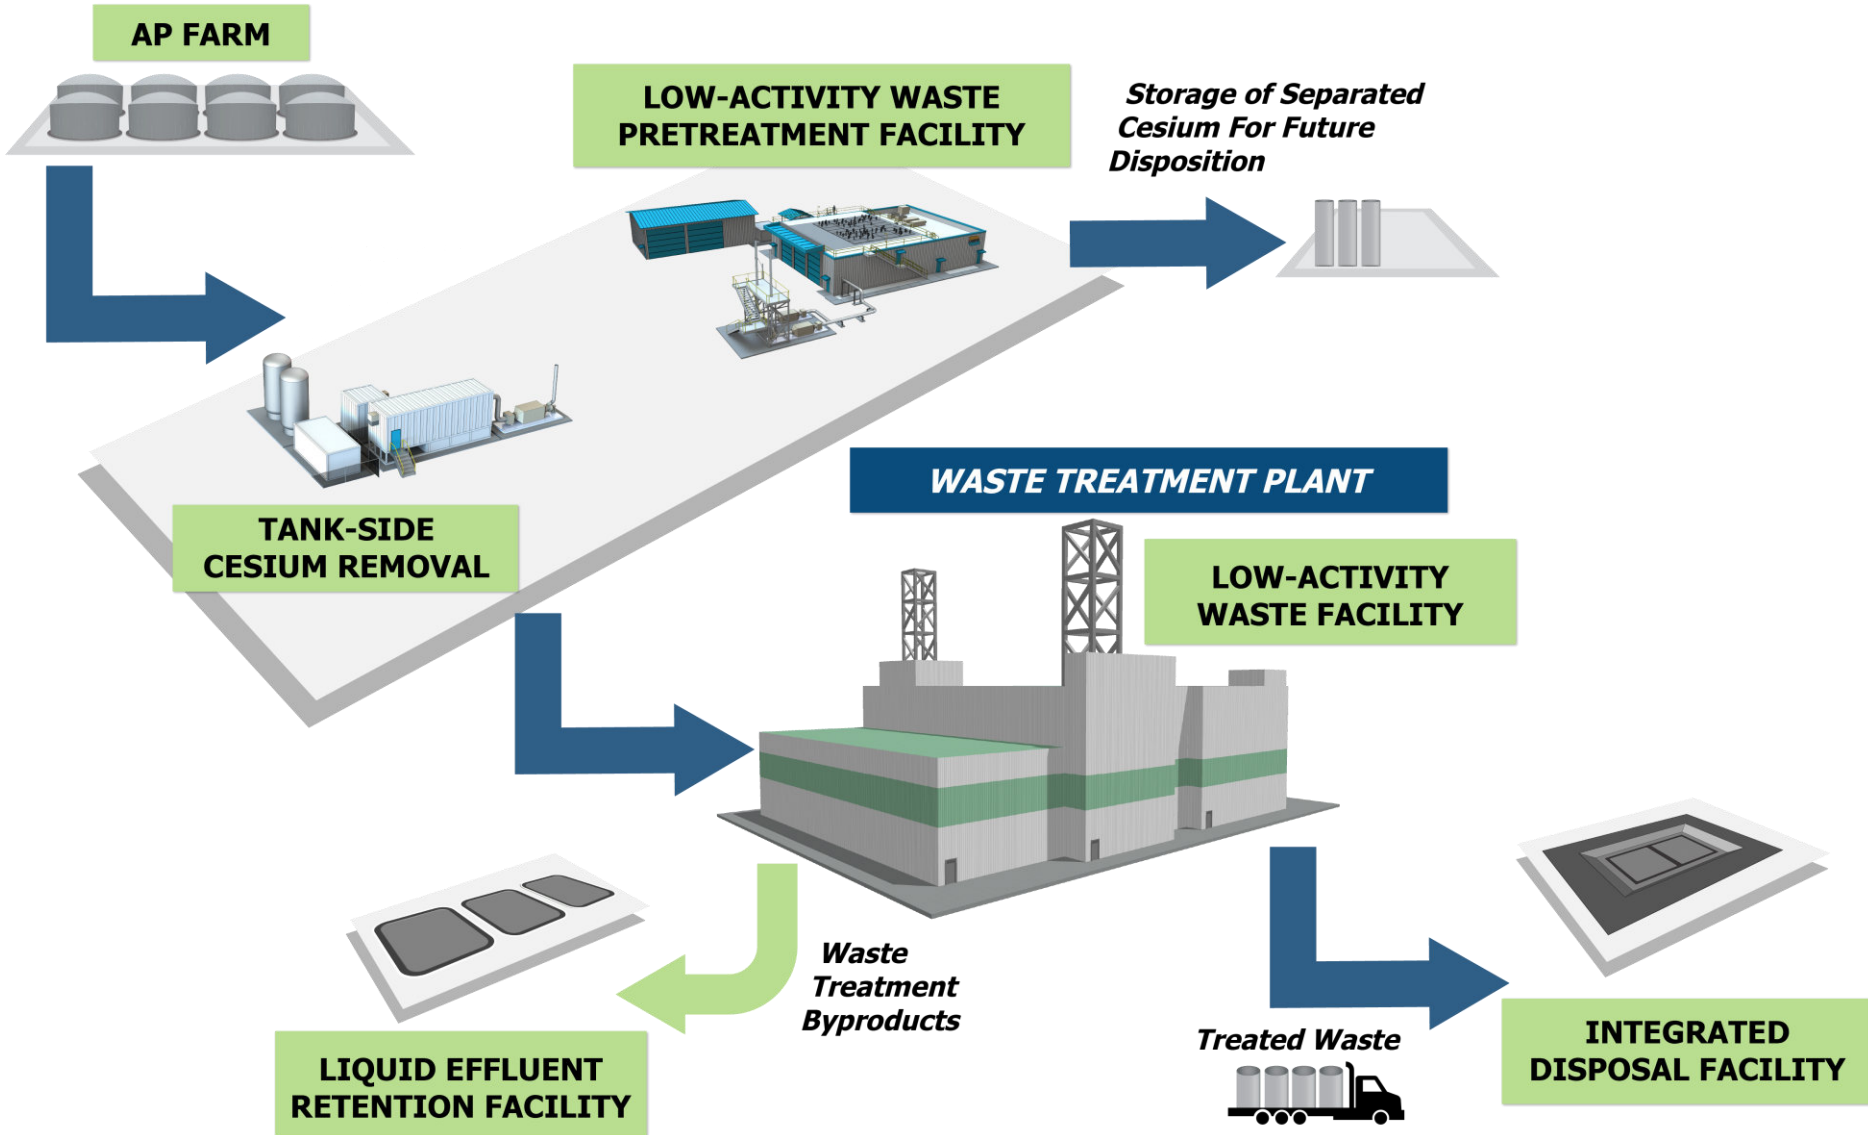 AP FARM
LOW-ACTIVITY WASTE
PRETREATMENT FACILITY
Storage of Separated
Cesium For Future
Disposition
TANK-SIDE
CESIUM REMOVAL
WASTE TREATMENT PLANT
LOW-ACTIVITY
WASTE FACILITY
Waste
Treatment
Byproducts
LIQUID EFFLUENT
RETENTION FACILITY
Treated Waste
INTEGRATED
DISPOSAL FACILITY